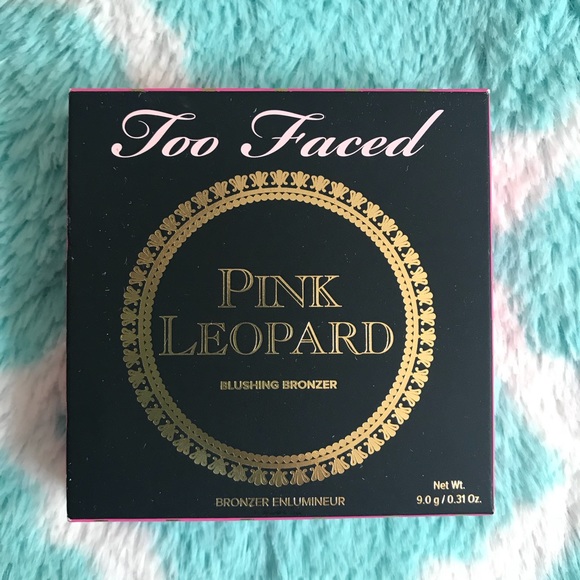 Too Faced
PINK
LEOPARD
BLUSHING BRONZER
BRONZER ENLUMINEUR
Net Wt.
9.0 g / 0.31 Oz.